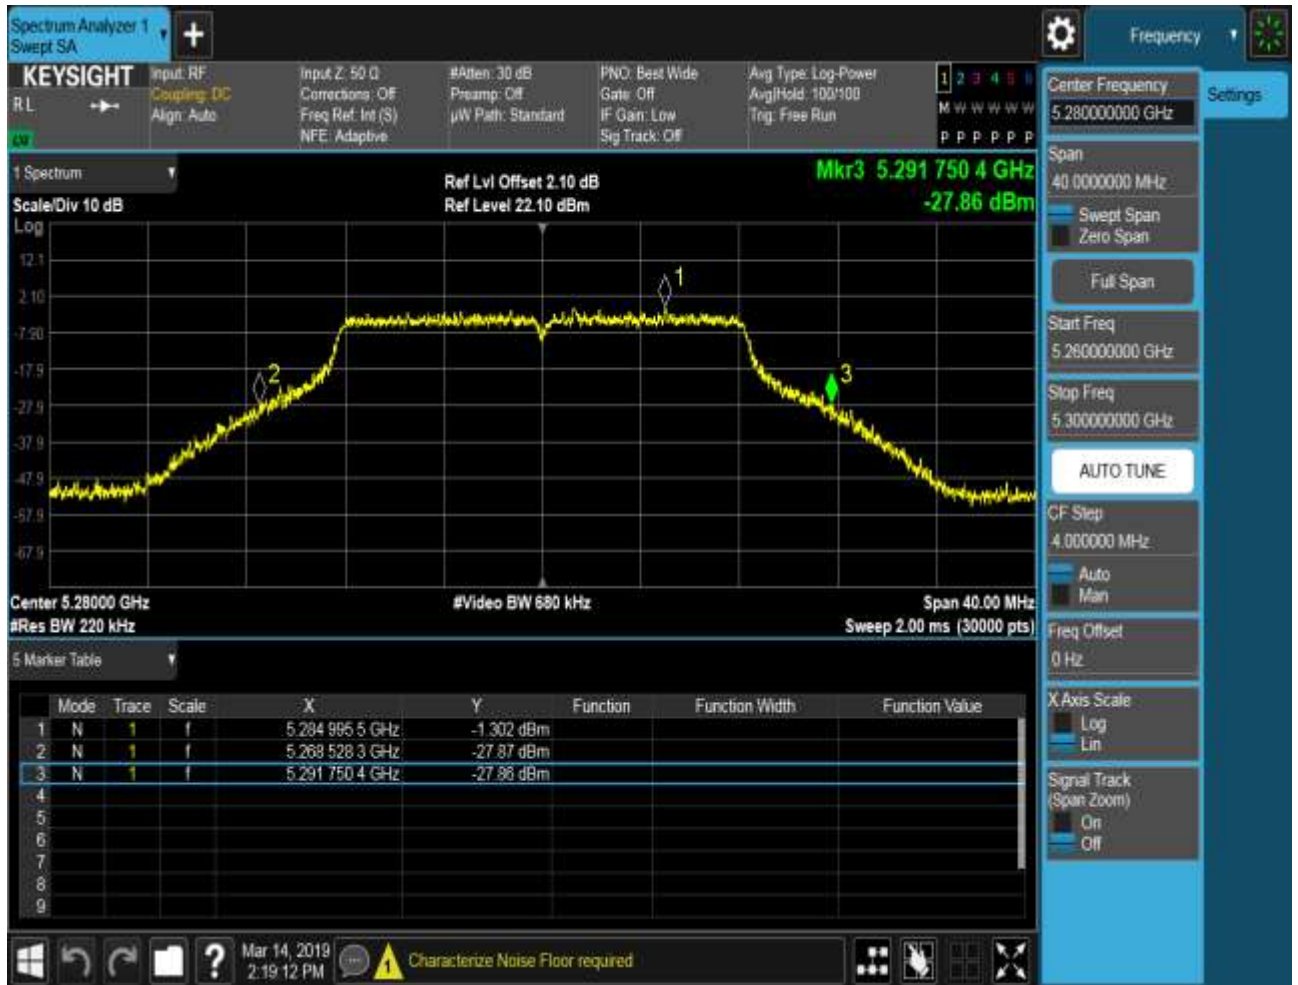 Spectrum Analyzer 1
Swept SA
Frequency
KEYSIGHT
RL
Input: RF
Coupling: DC
Align: Auto
Input Z: 50 Ω
Corrections: Off
Freq Ref: Int (S)
NFE: Adaptive
#Atten: 30 dB
Preamp: Off
µW Path: Standard
PNO: Best Wide
Gate: Off
IF Gain: Low
Sig Track: Off
Avg Type: Log-Power
Avg|Hold: 100/100
Trig: Free Run
1 2 3 4 5 6
M W W W W W
P P P P P P
1 Spectrum
Scale/Div 10 dB
Ref Lvl Offset 2.10 dB
Ref Level 22.10 dBm
Mkr3 5.291 750 4 GHz
-27.86 dBm
Log
12.1
2.10
-7.90
-17.9
-27.9
-37.9
-47.9
-57.9
-67.9
1
2
3
Center 5.28000 GHz
#Video BW 680 kHz
Span 40.00 MHz
#Res BW 220 kHz
Sweep 2.00 ms (30000 pts)
5 Marker Table
Mode Trace Scale X Y Function Function Width Function Value
1 N 1 f 5.284 995 5 GHz -1.302 dBm
2 N 1 f 5.268 528 3 GHz -27.87 dBm
3 N 1 f 5.291 750 4 GHz -27.86 dBm
4
5
6
7
8
9
Mar 14, 2019
2:19:12 PM
?
1
Characterize Noise Floor required
Center Frequency
5.280000000 GHz
Settings
Span
40.0000000 MHz
Swept Span
Zero Span
Full Span
Start Freq
5.260000000 GHz
Stop Freq
5.300000000 GHz
AUTO TUNE
CF Step
4.000000 MHz
Auto
Man
Freq Offset
0 Hz
X Axis Scale
Log
Lin
Signal Track
(Span Zoom)
On
Off